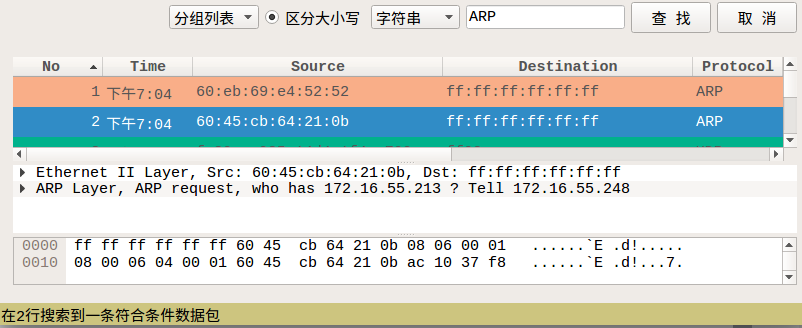 分组列表 区分大小写 字符串 ARP 查 找 取 消
No Time Source Destination Protocol
1 下午7:04 60:eb:69:e4:52:52 ff:ff:ff:ff:ff:ff ARP
2 下午7:04 60:45:cb:64:21:0b ff:ff:ff:ff:ff:ff ARP
Ethernet II Layer, Src: 60:45:cb:64:21:0b, Dst: ff:ff:ff:ff:ff:ff
ARP Layer, ARP request, who has 172.16.55.213 ? Tell 172.16.55.248
0000 ff ff ff ff ff ff 60 45 cb 64 21 0b 08 06 00 01 ......`E .d!.....
0010 08 00 06 04 00 01 60 45 cb 64 21 0b ac 10 37 f8 ......`E .d!...7.
在2行搜索到一条符合条件数据包